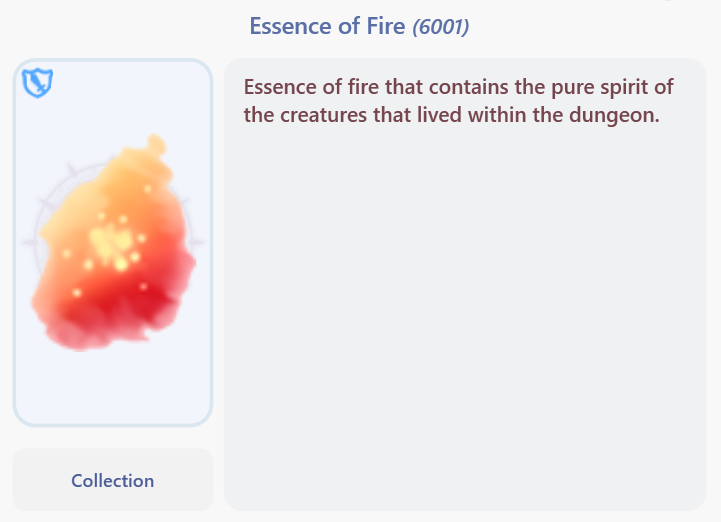 Essence of Fire (6001)
Essence of fire that contains the pure spirit of
the creatures that lived within the dungeon.
Collection